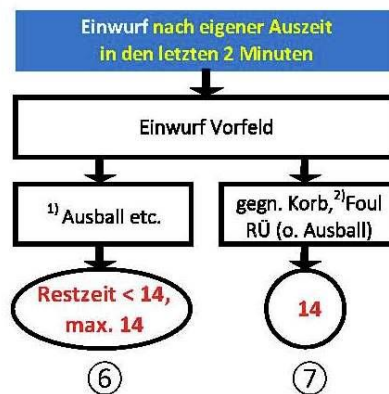 Einwurf nach eigener Auszeit
in den letzten 2 Minuten
Einwurf Vorfeld
1) Ausball etc.
gegn. Korb, 2) Foul
RÜ (o. Ausball)
Restzeit < 14,
max. 14
14
⑥
⑦